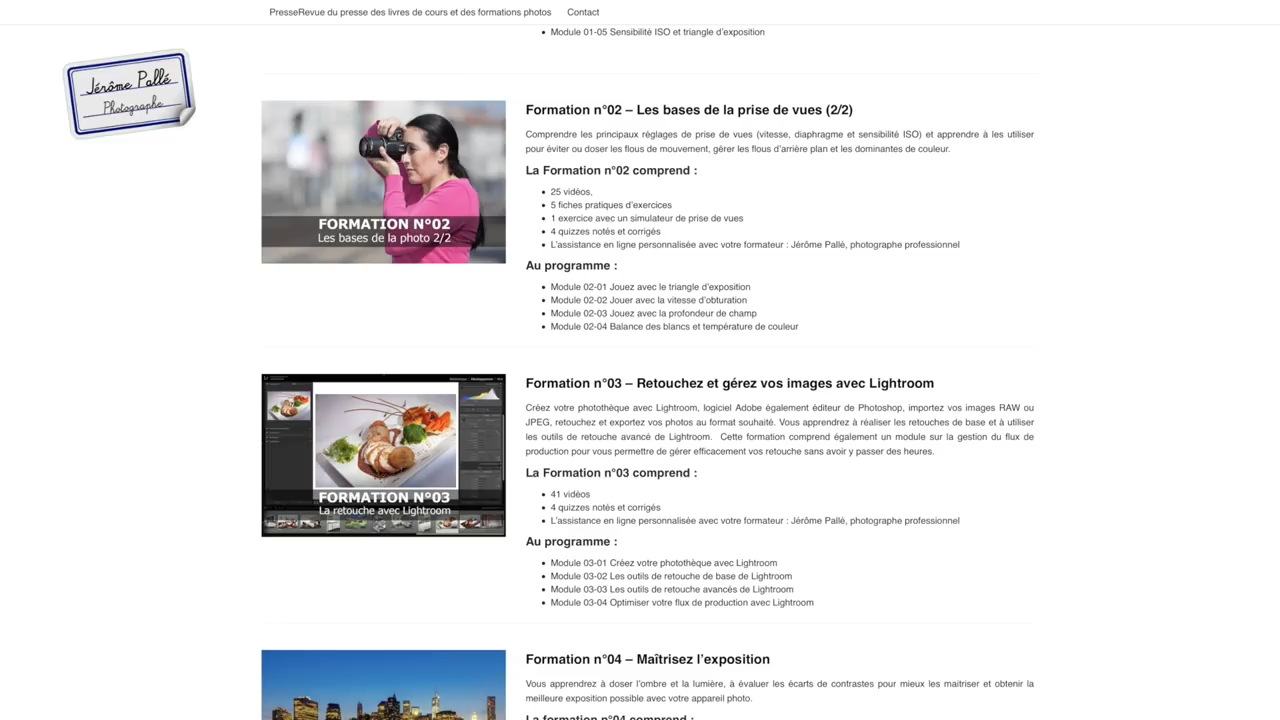 PresseRevue du presse des livres de cours et des formations photos Contact
Module 01-05 Sensibilité ISO et triangle d’exposition
Jérôme Pallé
Photographe
FORMATION N°02
Les bases de la photo 2/2
Formation n°02 – Les bases de la prise de vues (2/2)
Comprendre les principaux réglages de prise de vues (vitesse, diaphragme et sensibilité ISO) et apprendre à les utiliser
pour éviter ou doser les flous de mouvement, gérer les flous d’arrière plan et les dominantes de couleur.
La Formation n°02 comprend :
25 vidéos,
5 fiches pratiques d’exercices
1 exercice avec un simulateur de prise de vues
4 quizzes notés et corrigés
L’assistance en ligne personnalisée avec votre formateur : Jérôme Pallé, photographe professionnel
Au programme :
Module 02-01 Jouez avec le triangle d’exposition
Module 02-02 Jouer avec la vitesse d’obturation
Module 02-03 Jouez avec la profondeur de champ
Module 02-04 Balance des blancs et température de couleur
FORMATION N°03
La retouche avec Lightroom
Formation n°03 – Retouchez et gérez vos images avec Lightroom
Créez votre photothèque avec Lightroom, logiciel Adobe également éditeur de Photoshop, importez vos images RAW ou
JPEG, retouchez et exportez vos photos au format souhaité. Vous apprendrez à réaliser les retouches de base et à utiliser
les outils de retouche avancé de Lightroom. Cette formation comprend également un module sur la gestion du flux de
production pour vous permettre de gérer efficacement vos retouche sans avoir y passer des heures.
La Formation n°03 comprend :
41 vidéos
4 quizzes notés et corrigés
L’assistance en ligne personnalisée avec votre formateur : Jérôme Pallé, photographe professionnel
Au programme :
Module 03-01 Créez votre photothèque avec Lightroom
Module 03-02 Les outils de retouche de base de Lightroom
Module 03-03 Les outils de retouche avancés de Lightroom
Module 03-04 Optimiser votre flux de production avec Lightroom
Formation n°04 – Maîtrisez l’exposition
Vous apprendrez à doser l’ombre et la lumière, à évaluer les écarts de contrastes pour mieux les maitriser et obtenir la
meilleure exposition possible avec votre appareil photo.
La formation n°04 comprend :